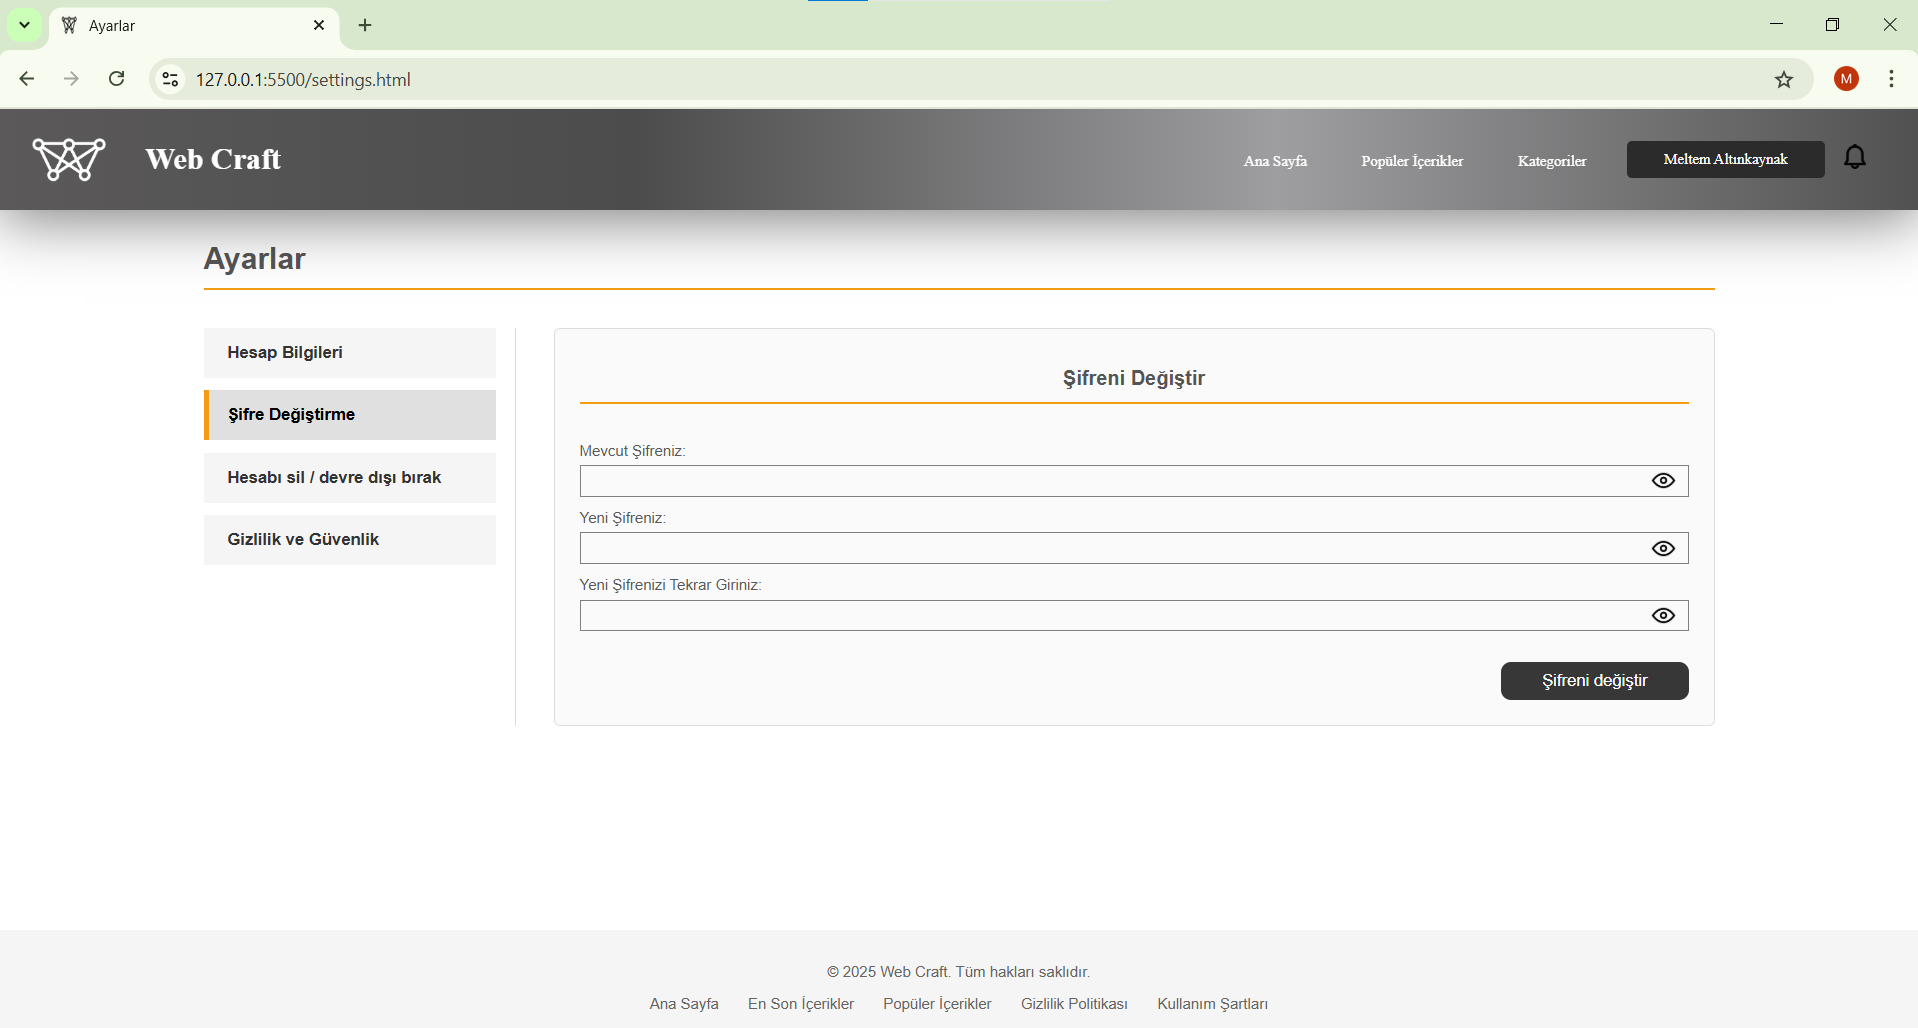 Ayarlar
127.0.0.1:5500/settings.html
M
Web Craft
Ana Sayfa
Popüler İçerikler
Kategoriler
Meltem Altınkaynak
Ayarlar
Hesap Bilgileri
Şifre Değiştirme
Hesabı sil / devre dışı bırak
Gizlilik ve Güvenlik
Şifreni Değiştir
Mevcut Şifreniz:
Yeni Şifreniz:
Yeni Şifrenizi Tekrar Giriniz:
Şifreni değiştir
© 2025 Web Craft. Tüm hakları saklıdır.
Ana Sayfa En Son İçerikler Popüler İçerikler Gizlilik Politikası Kullanım Şartları